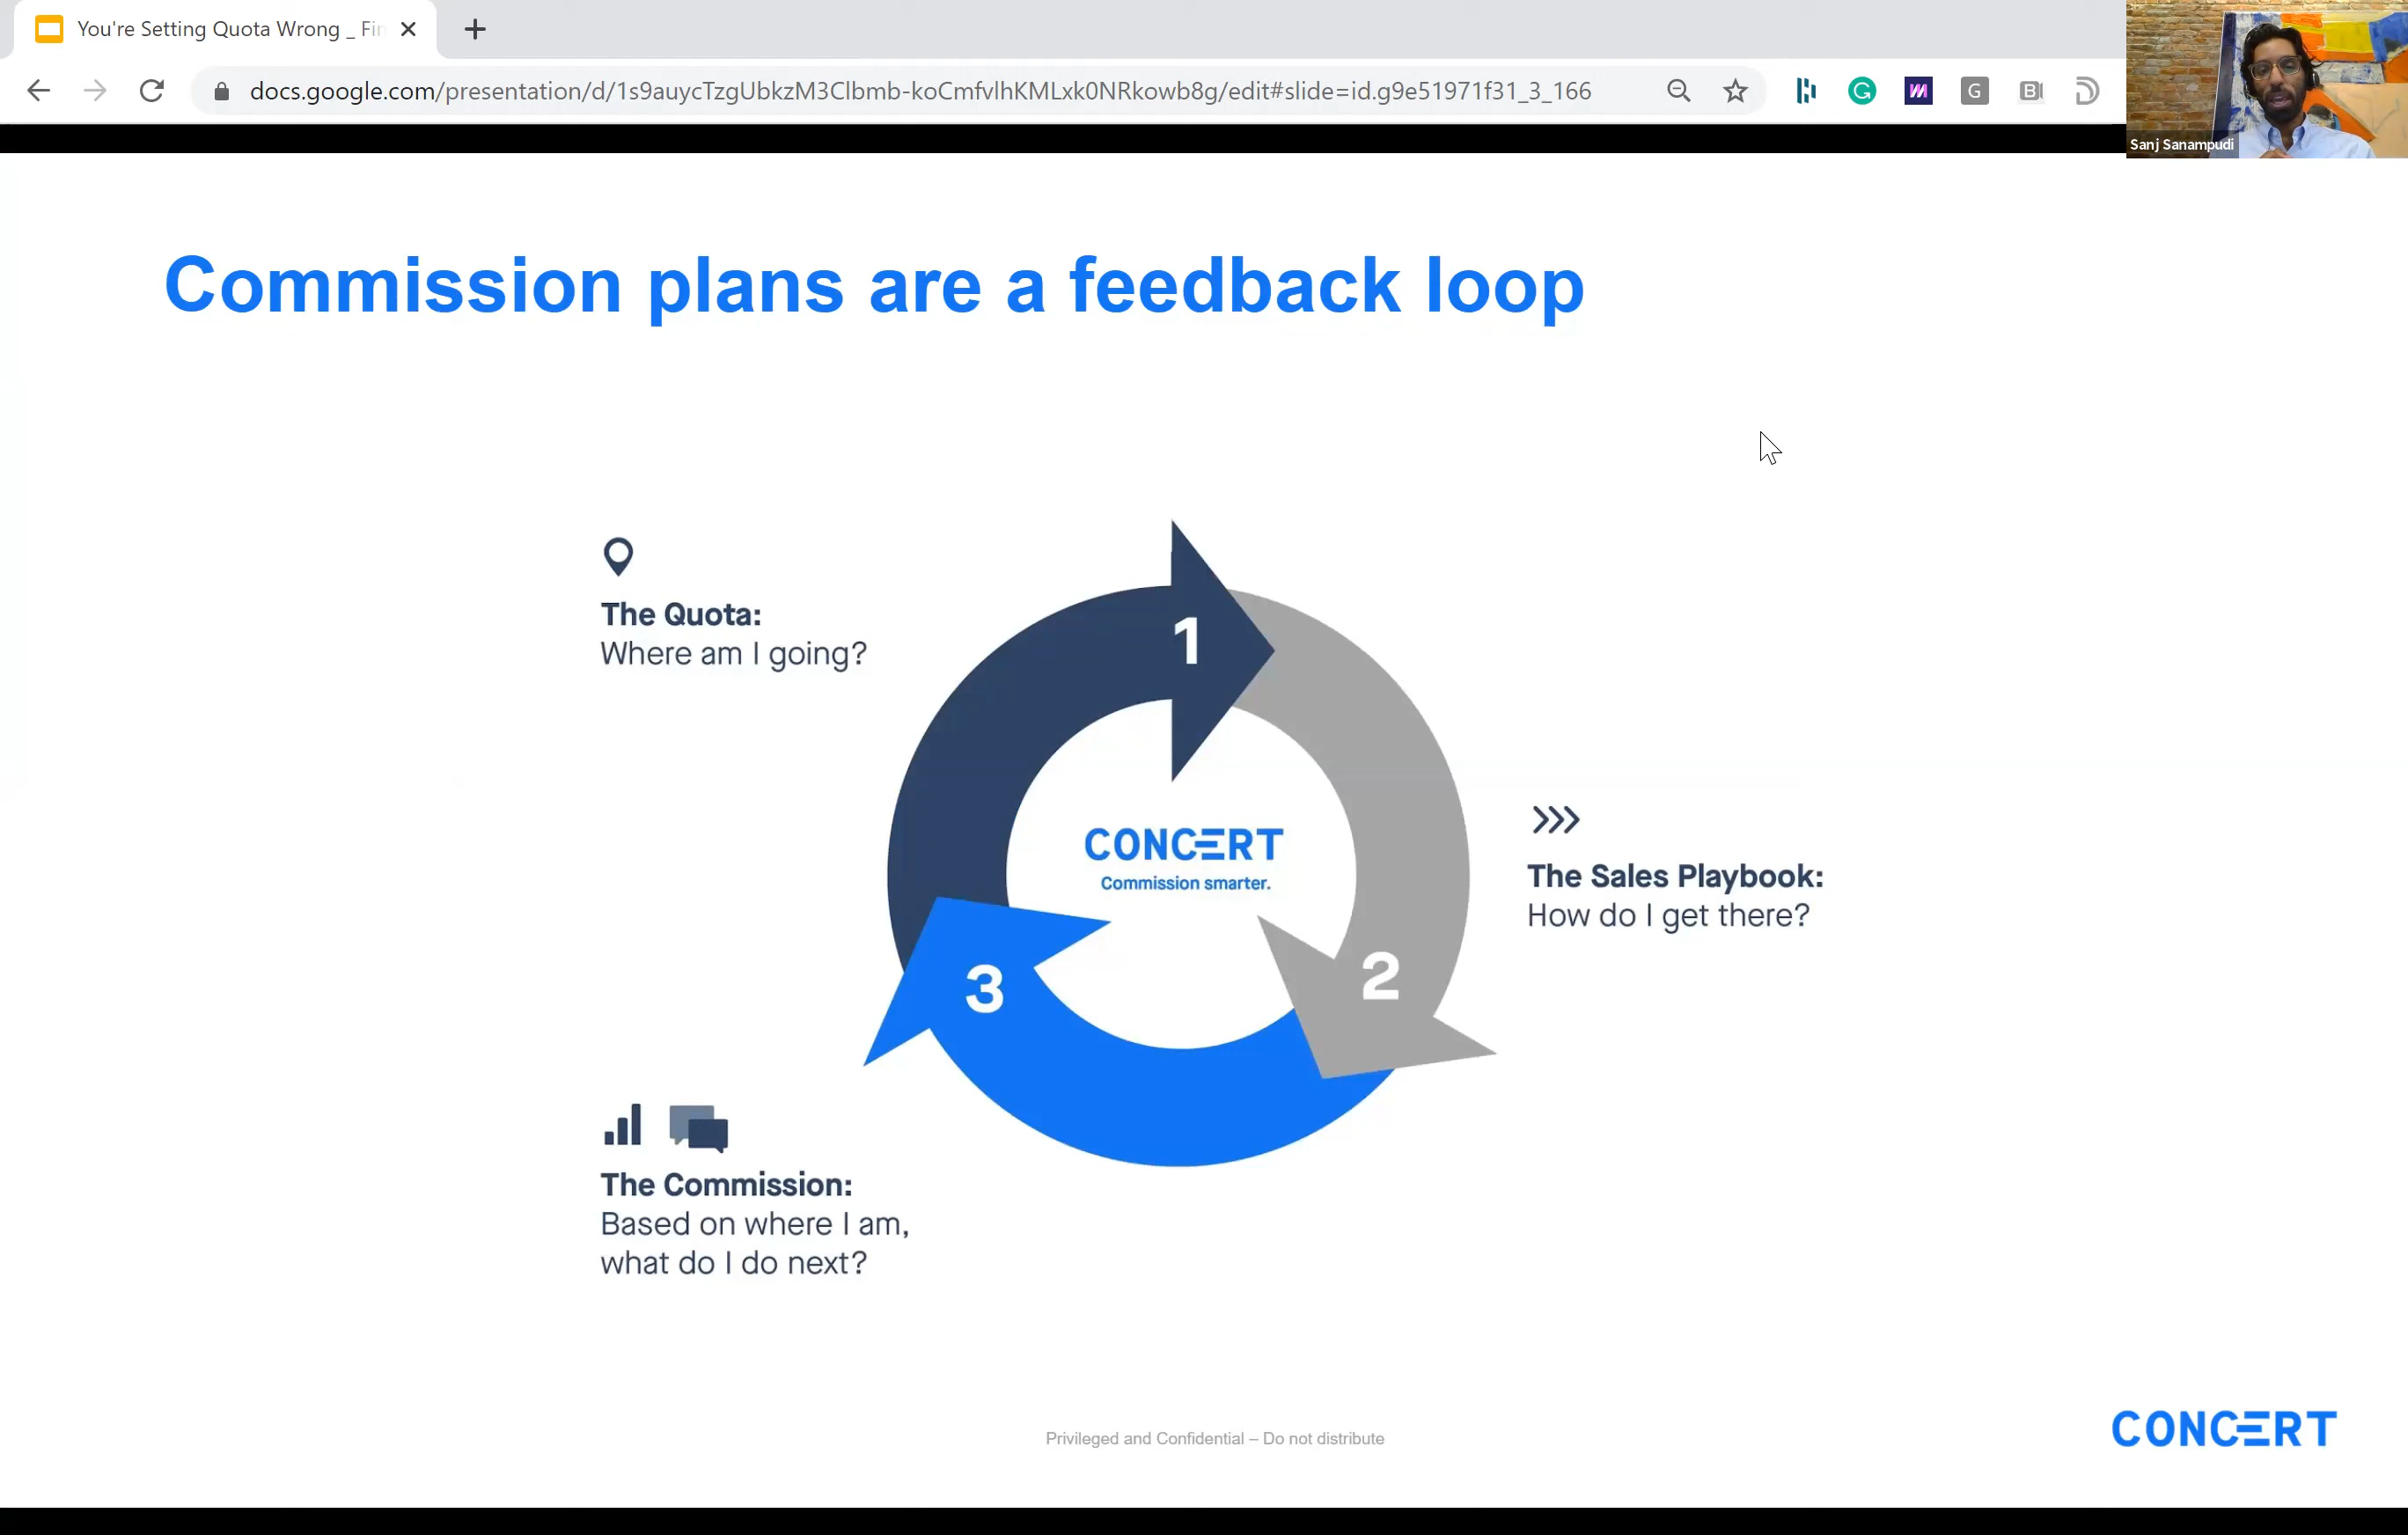 You're Setting Quota Wrong _ Fin
docs.google.com/presentation/d/1s9auycTzgUbkzM3Clbmb-koCmfvlhKMLxk0NRkowb8g/edit#slide=id.g9e51971f31_3_166
Sanj Sanampudi
Commission plans are a feedback loop
The Quota:
Where am I going?
1
CONCERT
Commission smarter.
The Sales Playbook:
How do I get there?
2
3
The Commission:
Based on where I am,
what do I do next?
Privileged and Confidential – Do not distribute
CONCERT